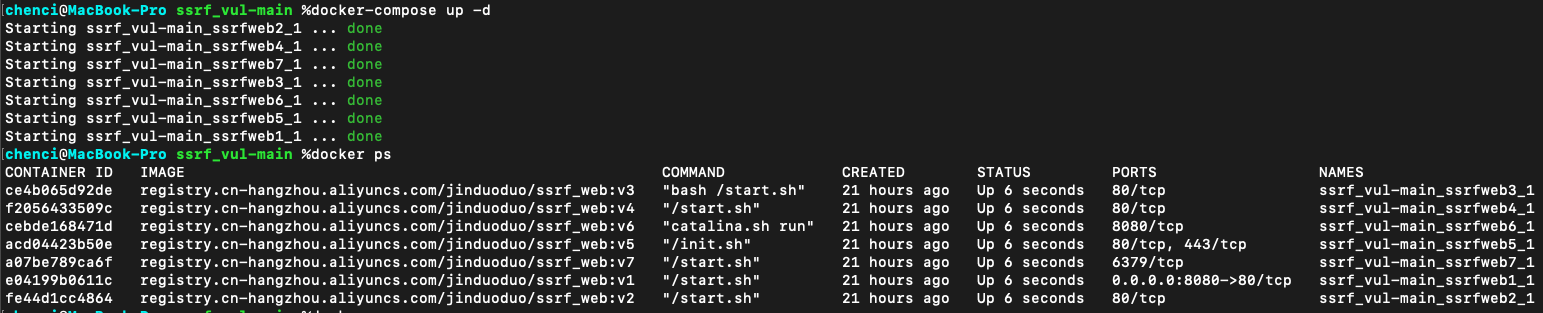 chenci@MacBook-Pro ssrf_vul-main %docker-compose up -d
Starting ssrf_vul-main_ssrfweb2_1 ... done
Starting ssrf_vul-main_ssrfweb4_1 ... done
Starting ssrf_vul-main_ssrfweb7_1 ... done
Starting ssrf_vul-main_ssrfweb3_1 ... done
Starting ssrf_vul-main_ssrfweb6_1 ... done
Starting ssrf_vul-main_ssrfweb5_1 ... done
Starting ssrf_vul-main_ssrfweb1_1 ... done
chenci@MacBook-Pro ssrf_vul-main %docker ps
CONTAINER ID IMAGE COMMAND CREATED STATUS PORTS NAMES
ce4b065d92de registry.cn-hangzhou.aliyuncs.com/jinduoduo/ssrf_web:v3 "bash /start.sh" 21 hours ago Up 6 seconds 80/tcp ssrf_vul-main_ssrfweb3_1
f2056433509c registry.cn-hangzhou.aliyuncs.com/jinduoduo/ssrf_web:v4 "/start.sh" 21 hours ago Up 6 seconds 80/tcp ssrf_vul-main_ssrfweb4_1
cebde168471d registry.cn-hangzhou.aliyuncs.com/jinduoduo/ssrf_web:v6 "catalina.sh run" 21 hours ago Up 6 seconds 8080/tcp ssrf_vul-main_ssrfweb6_1
acd04423b50e registry.cn-hangzhou.aliyuncs.com/jinduoduo/ssrf_web:v5 "/init.sh" 21 hours ago Up 6 seconds 80/tcp, 443/tcp ssrf_vul-main_ssrfweb5_1
a07be789ca6f registry.cn-hangzhou.aliyuncs.com/jinduoduo/ssrf_web:v7 "/start.sh" 21 hours ago Up 6 seconds 6379/tcp ssrf_vul-main_ssrfweb7_1
e04199b0611c registry.cn-hangzhou.aliyuncs.com/jinduoduo/ssrf_web:v1 "/start.sh" 21 hours ago Up 6 seconds 0.0.0.0:8080->80/tcp ssrf_vul-main_ssrfweb1_1
fe44d1cc4864 registry.cn-hangzhou.aliyuncs.com/jinduoduo/ssrf_web:v2 "/start.sh" 21 hours ago Up 6 seconds 80/tcp ssrf_vul-main_ssrfweb2_1